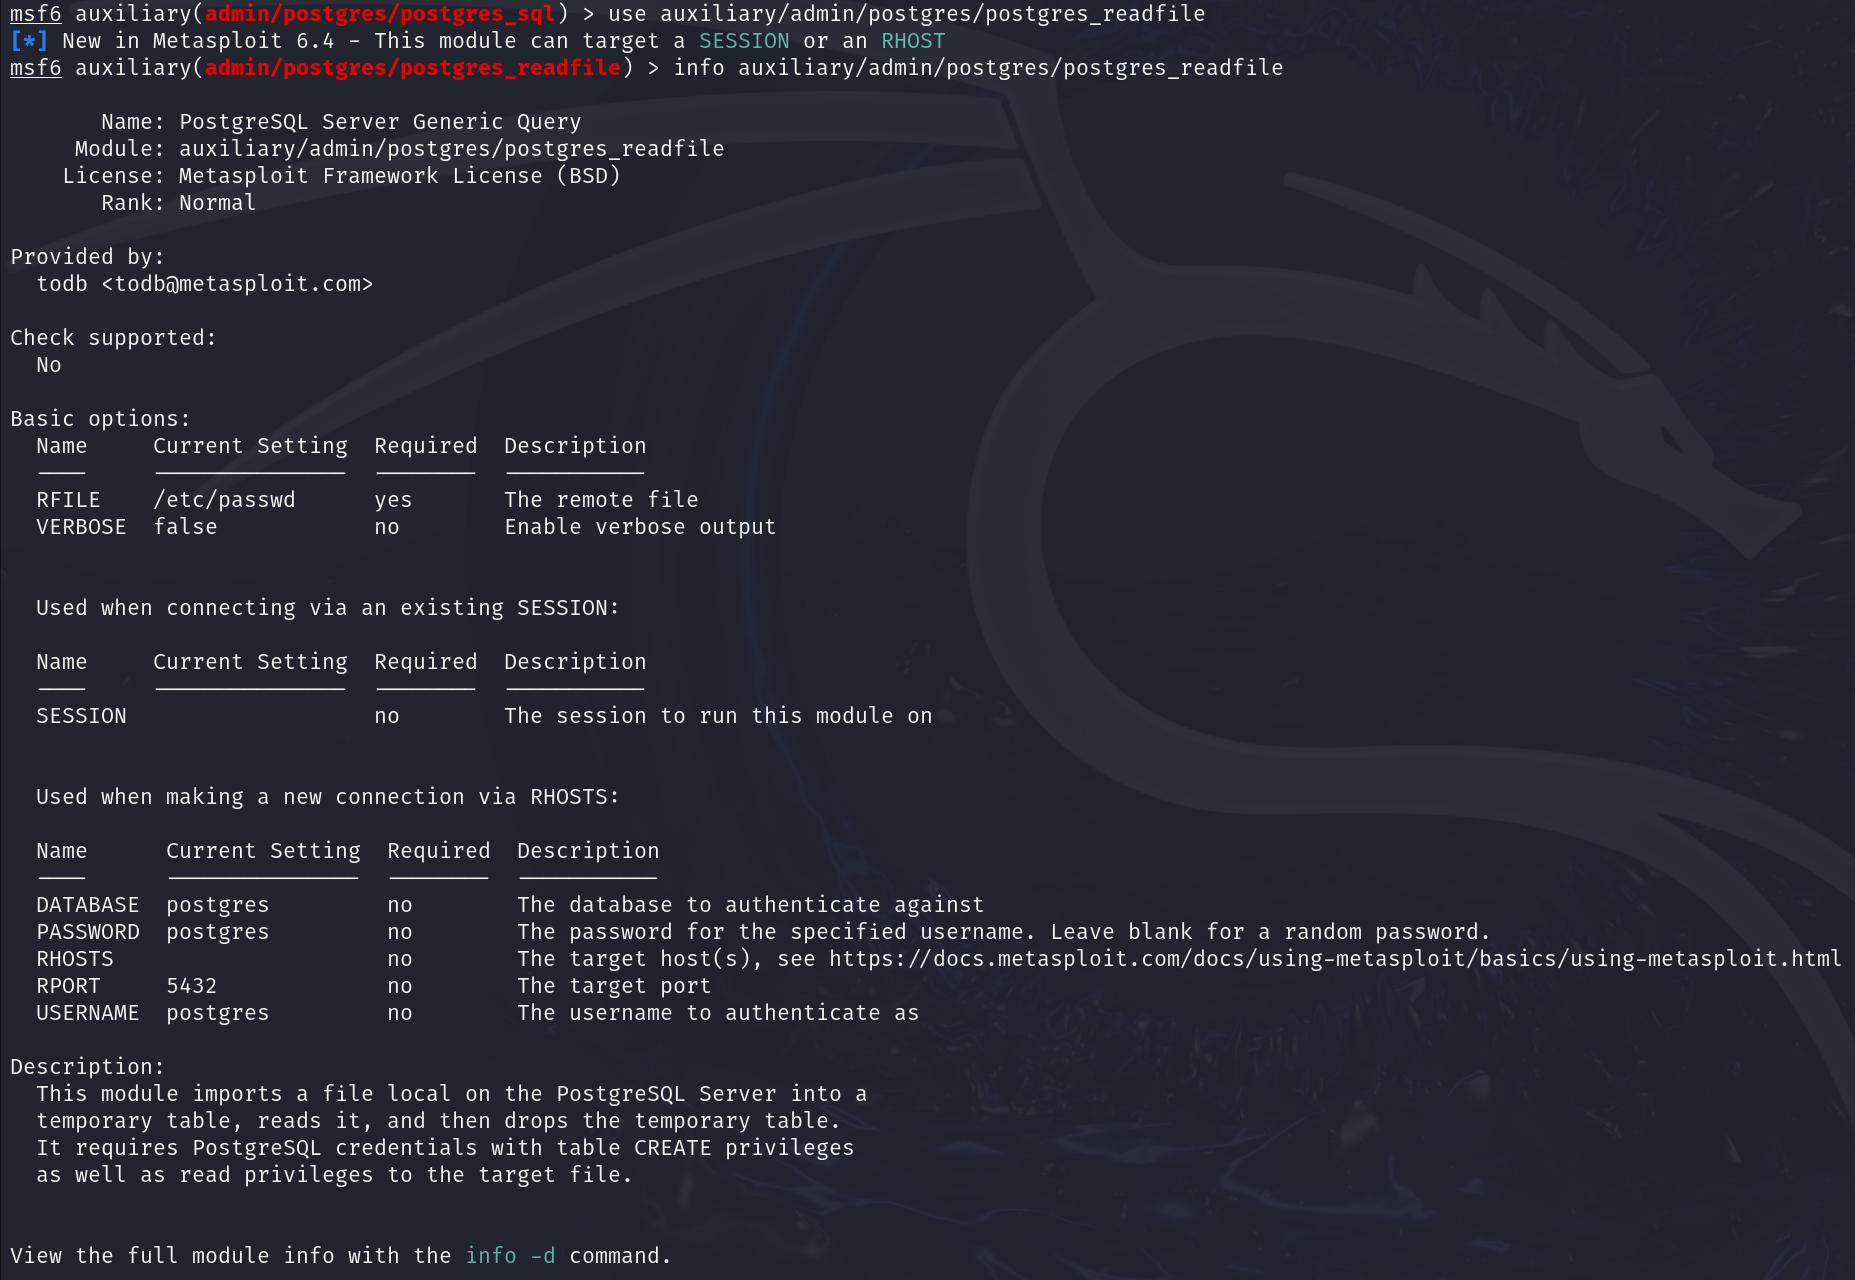 msf6 auxiliary(admin/postgres/postgres_sql) > use auxiliary/admin/postgres/postgres_readfile
[*] New in Metasploit 6.4 - This module can target a SESSION or an RHOST
msf6 auxiliary(admin/postgres/postgres_readfile) > info auxiliary/admin/postgres/postgres_readfile

       Name: PostgreSQL Server Generic Query
     Module: auxiliary/admin/postgres/postgres_readfile
    License: Metasploit Framework License (BSD)
       Rank: Normal

Provided by:
  todb <todb@metasploit.com>

Check supported:
  No

Basic options:
  Name     Current Setting  Required  Description
  ----     ---------------  --------  -----------
  RFILE    /etc/passwd      yes       The remote file
  VERBOSE  false            no        Enable verbose output


  Used when connecting via an existing SESSION:

  Name     Current Setting  Required  Description
  ----     ---------------  --------  -----------
  SESSION                   no        The session to run this module on


  Used when making a new connection via RHOSTS:

  Name      Current Setting  Required  Description
  ----      ---------------  --------  -----------
  DATABASE  postgres         no        The database to authenticate against
  PASSWORD  postgres         no        The password for the specified username. Leave blank for a random password.
  RHOSTS                     no        The target host(s), see https://docs.metasploit.com/docs/using-metasploit/basics/using-metasploit.html
  RPORT     5432             no        The target port
  USERNAME  postgres         no        The username to authenticate as

Description:
  This module imports a file local on the PostgreSQL Server into a
  temporary table, reads it, and then drops the temporary table.
  It requires PostgreSQL credentials with table CREATE privileges
  as well as read privileges to the target file.


View the full module info with the info -d command.